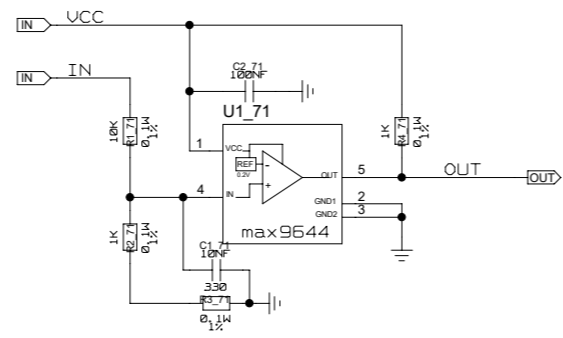 IN
VCC
IN
IN
C2_71
100NF
U1_71
10K
R1_71
0.1W
1%
1K
R4_71
0.1W
1%
1
VCC
REF
0.2V
-
+
OUT
5
OUT
OUT
4
IN
GND1
2
GND2
3
max9644
1K
R2_71
0.1W
1%
C1_71
10NF
330
R3_71
0.1W
1%